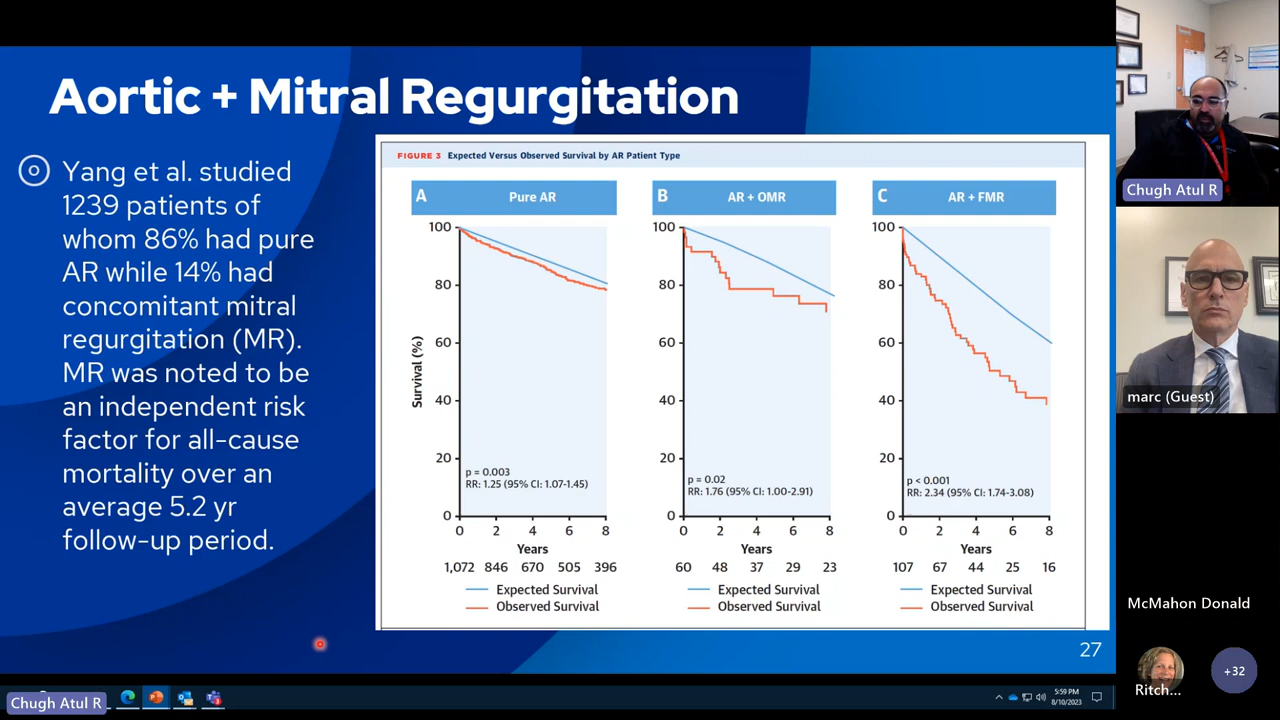 Aortic + Mitral Regurgitation
Yang et al. studied
1239 patients of
whom 86% had pure
AR while 14% had
concomitant mitral
regurgitation (MR).
MR was noted to be
an independent risk
factor for all-cause
mortality over an
average 5.2 yr
follow-up period.
FIGURE 3 Expected Versus Observed Survival by AR Patient Type
A Pure AR
100
80
60
40
20
0
Survival (%)
p = 0.003
RR: 1.25 (95% CI: 1.07-1.45)
0 2 4 6 8
Years
1,072 846 670 505 396
Expected Survival
Observed Survival
B AR + OMR
100
80
60
40
20
0
p = 0.02
RR: 1.76 (95% CI: 1.00-2.91)
0 2 4 6 8
Years
60 48 37 29 23
Expected Survival
Observed Survival
C AR + FMR
100
80
60
40
20
0
p < 0.001
RR: 2.34 (95% CI: 1.74-3.08)
0 2 4 6 8
Years
107 67 44 25 16
Expected Survival
Observed Survival
27
Chugh Atul R
marc (Guest)
McMahon Donald
Ritch...
+32
Chugh Atul R
5:59 PM
8/10/2023